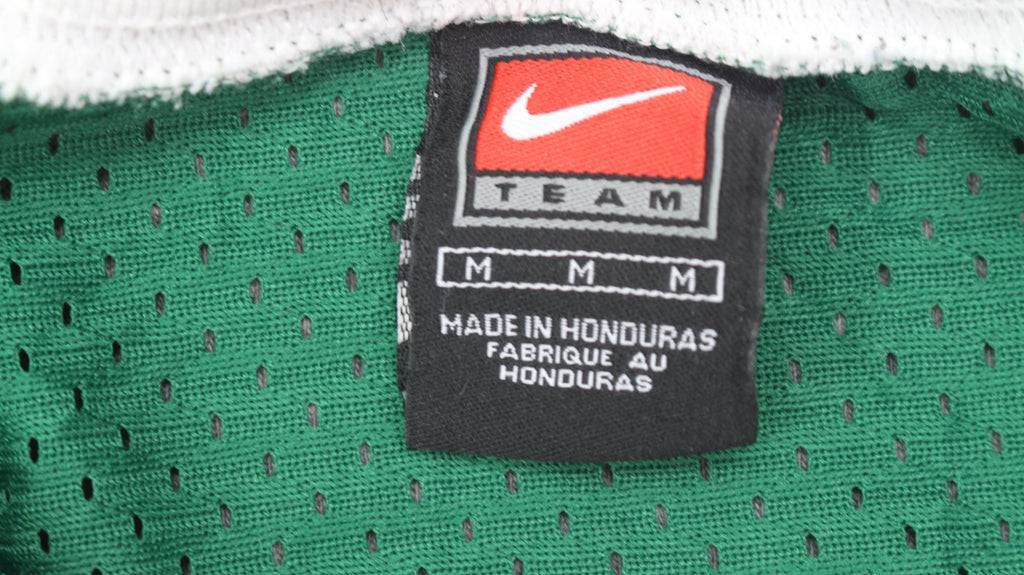 TEAM
M M M
MADE IN HONDURAS
FABRIQUE AU
HONDURAS